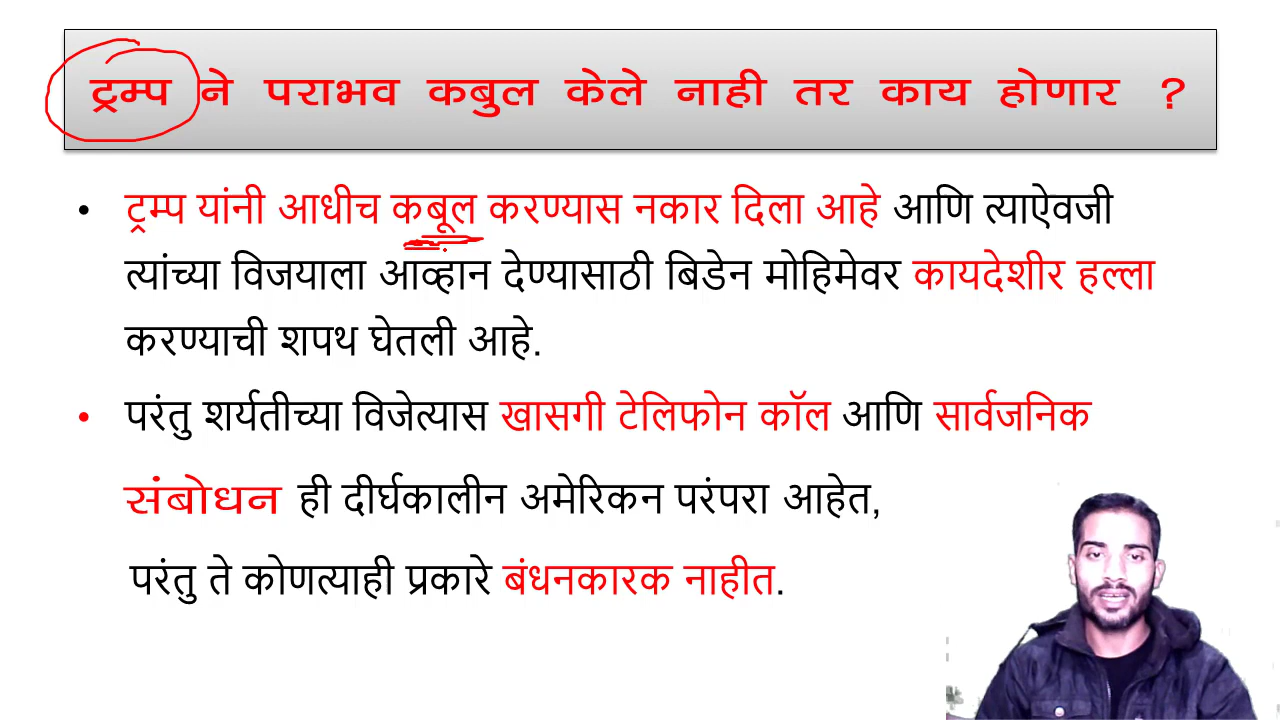 ट्रम्प ने पराभव कबुल केले नाही तर काय होणार ?
• ट्रम्प यांनी आधीच कबूल करण्यास नकार दिला आहे आणि त्याऐवजी
त्यांच्या विजयाला आव्हांन देण्यासाठी बिडेन मोहिमेवर कायदेशीर हल्ला
करण्याची शपथ घेतली आहे.
• परंतु शर्यतीच्या विजेत्यास खासगी टेलिफोन कॉल आणि सार्वजनिक
संबोधन ही दीर्घकालीन अमेरिकन परंपरा आहेत,
परंतु ते कोणत्याही प्रकारे बंधनकारक नाहीत.